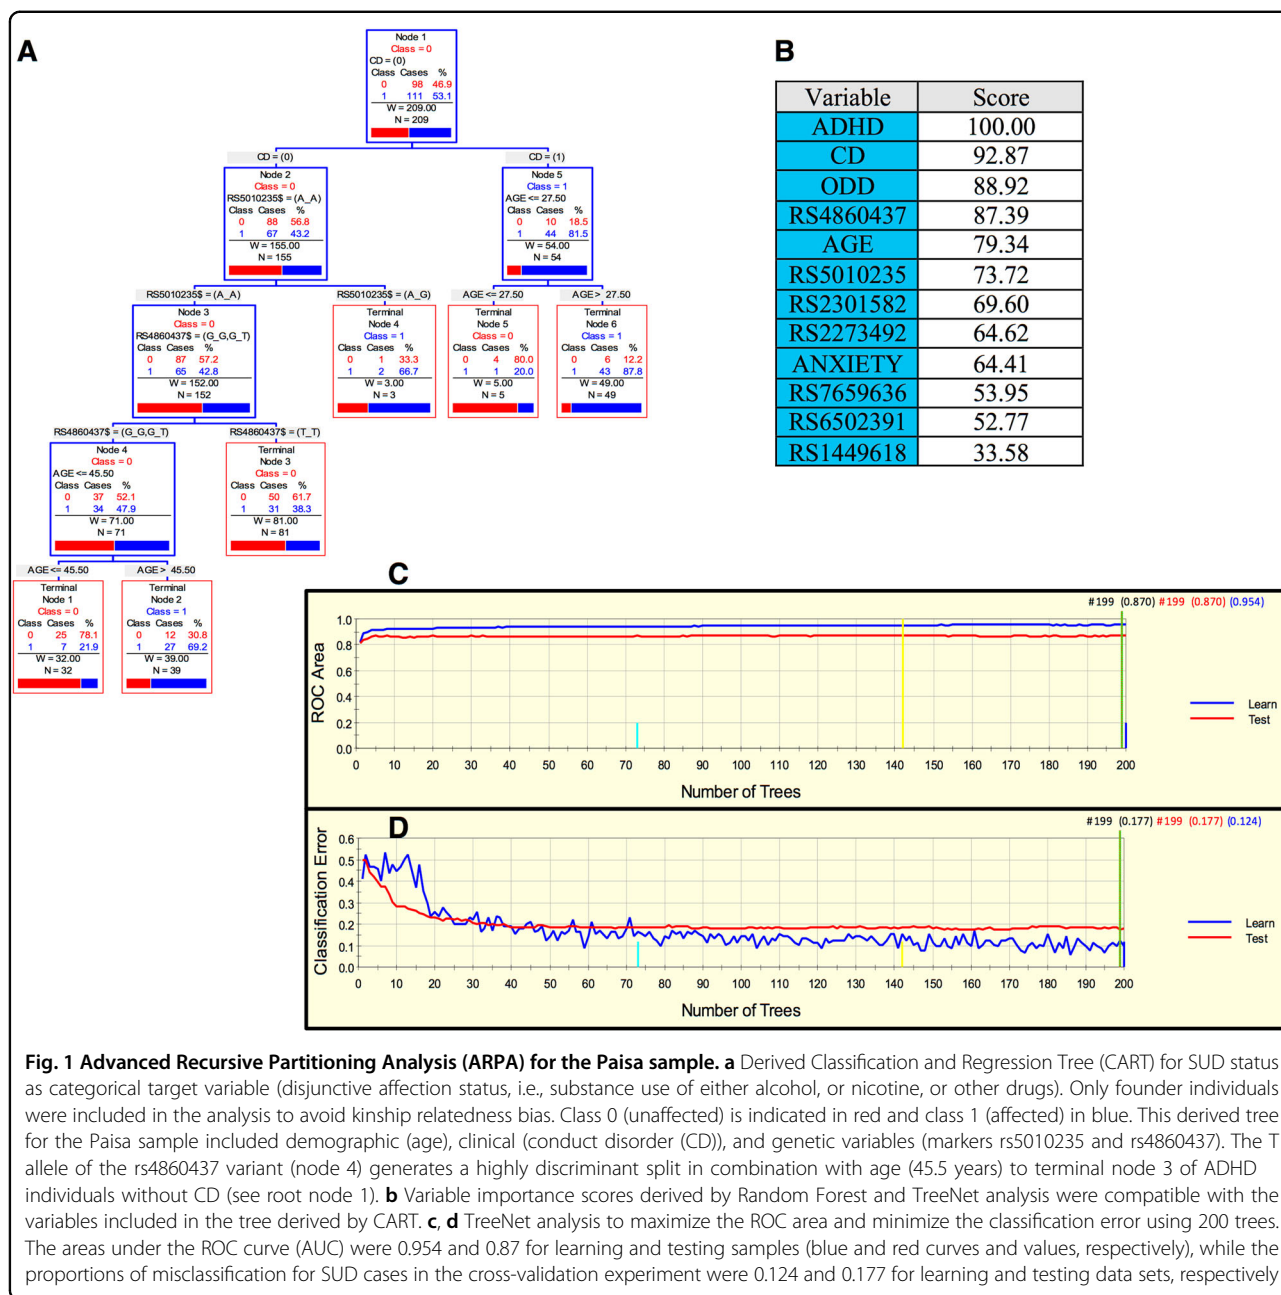 A
Node 1
Class = 0
CD = (0)
Class Cases %
0 98 46.9
1 111 53.1
W = 209.00
N = 209
CD = (0)
CD = (1)
Node 2
Class = 0
RS5010235$ = (A_A)
Class Cases %
0 88 56.8
1 67 43.2
W = 155.00
N = 155
Node 5
Class = 1
AGE <= 27.50
Class Cases %
0 10 18.5
1 44 81.5
W = 54.00
N = 54
RS5010235$ = (A_A)
RS5010235$ = (A_G)
AGE <= 27.50
AGE > 27.50
Node 3
Class = 0
RS4860437$ = (G_G,G_T)
Class Cases %
0 87 57.2
1 65 42.8
W = 152.00
N = 152
Terminal
Node 4
Class = 1
Class Cases %
0 1 33.3
1 2 66.7
W = 3.00
N = 3
Terminal
Node 5
Class = 0
Class Cases %
0 4 80.0
1 1 20.0
W = 5.00
N = 5
Terminal
Node 6
Class = 1
Class Cases %
0 6 12.2
1 43 87.8
W = 49.00
N = 49
RS4860437$ = (G_G,G_T)
RS4860437$ = (T_T)
Node 4
Class = 0
AGE <= 45.50
Class Cases %
0 37 52.1
1 34 47.9
W = 71.00
N = 71
Terminal
Node 3
Class = 0
Class Cases %
0 50 61.7
1 31 38.3
W = 81.00
N = 81
AGE <= 45.50
AGE > 45.50
Terminal
Node 1
Class = 0
Class Cases %
0 25 78.1
1 7 21.9
W = 32.00
N = 32
Terminal
Node 2
Class = 1
Class Cases %
0 12 30.8
1 27 69.2
W = 39.00
N = 39
B
Variable Score
ADHD 100.00
CD 92.87
ODD 88.92
RS4860437 87.39
AGE 79.34
RS5010235 73.72
RS2301582 69.60
RS2273492 64.62
ANXIETY 64.41
RS7659636 53.95
RS6502391 52.77
RS1449618 33.58
C
#199 (0.870) #199 (0.870) (0.954)
ROC Area
1.0
0.8
0.6
0.4
0.2
0.0
0 10 20 30 40 50 60 70 80 90 100 110 120 130 140 150 160 170 180 190 200
Number of Trees
Learn
Test
D
#199 (0.177) #199 (0.177) (0.124)
Classification Error
0.6
0.5
0.4
0.3
0.2
0.1
0.0
0 10 20 30 40 50 60 70 80 90 100 110 120 130 140 150 160 170 180 190 200
Number of Trees
Learn
Test
Fig. 1 Advanced Recursive Partitioning Analysis (ARPA) for the Paisa sample. a Derived Classification and Regression Tree (CART) for SUD status
as categorical target variable (disjunctive affection status, i.e., substance use of either alcohol, or nicotine, or other drugs). Only founder individuals
were included in the analysis to avoid kinship relatedness bias. Class 0 (unaffected) is indicated in red and class 1 (affected) in blue. This derived tree
for the Paisa sample included demographic (age), clinical (conduct disorder (CD)), and genetic variables (markers rs5010235 and rs4860437). The T
allele of the rs4860437 variant (node 4) generates a highly discriminant split in combination with age (45.5 years) to terminal node 3 of ADHD
individuals without CD (see root node 1). b Variable importance scores derived by Random Forest and TreeNet analysis were compatible with the
variables included in the tree derived by CART. c, d TreeNet analysis to maximize the ROC area and minimize the classification error using 200 trees.
The areas under the ROC curve (AUC) were 0.954 and 0.87 for learning and testing samples (blue and red curves and values, respectively), while the
proportions of misclassification for SUD cases in the cross-validation experiment were 0.124 and 0.177 for learning and testing data sets, respectively